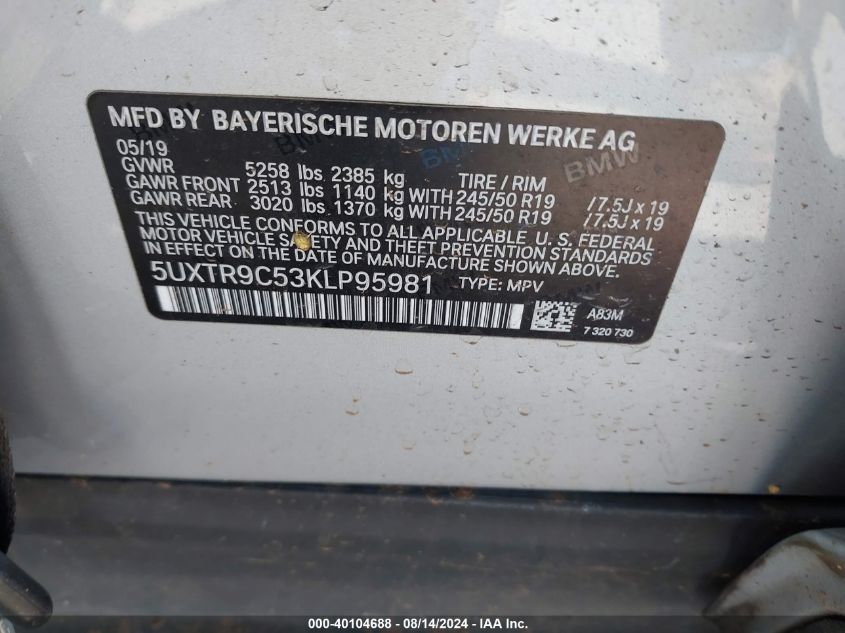 MFD BY BAYERISCHE MOTOREN WERKE AG
05/19
GVWR 5258 lbs 2385 kg TIRE / RIM
GAWR FRONT 2513 lbs 1140 kg WITH 245/50 R19 /7.5J x 19
GAWR REAR 3020 lbs 1370 kg WITH 245/50 R19 /7.5J x 19
THIS VEHICLE CONFORMS TO ALL APPLICABLE U. S. FEDERAL
MOTOR VEHICLE SAFETY AND THEFT PREVENTION STANDARDS
IN EFFECT ON THE DATE OF MANUFACTURE SHOWN ABOVE.
5UXTR9C53KLP95981 TYPE: MPV
A83M
7 320 730
BMW
000-40104688 - 08/14/2024 - IAA Inc.